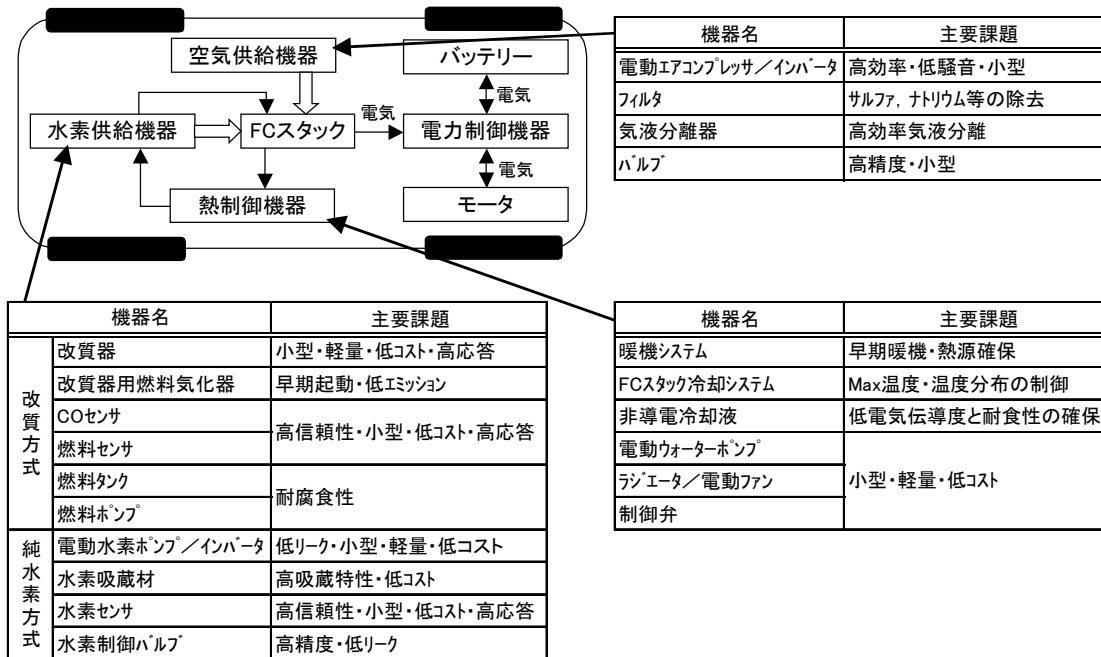 空気供給機器
バッテリー
電気
水素供給機器
FCスタック
電気
電力制御機器
電気
熱制御機器
モータ
機器名 主要課題
電動エアコンプレッサ／インバータ 高効率・低騒音・小型
フィルタ サルファ, ナトリウム等の除去
気液分離器 高効率気液分離
バルブ 高精度・小型
機器名 主要課題
改質方式
改質器 小型・軽量・低コスト・高応答
改質器用燃料気化器 早期起動・低エミッション
COセンサ
高信頼性・小型・低コスト・高応答
燃料センサ
燃料タンク
耐腐食性
燃料ポンプ
純水素方式
電動水素ポンプ／インバータ 低リーク・小型・軽量・低コスト
水素吸蔵材 高吸蔵特性・低コスト
水素センサ 高信頼性・小型・低コスト・高応答
水素制御バルブ 高精度・低リーク
機器名 主要課題
暖機システム 早期暖機・熱源確保
FCスタック冷却システム Max温度・温度分布の制御
非導電冷却液 低電気伝導度と耐食性の確保
電動ウォーターポンプ
ラジエータ／電動ファン 小型・軽量・低コスト
制御弁